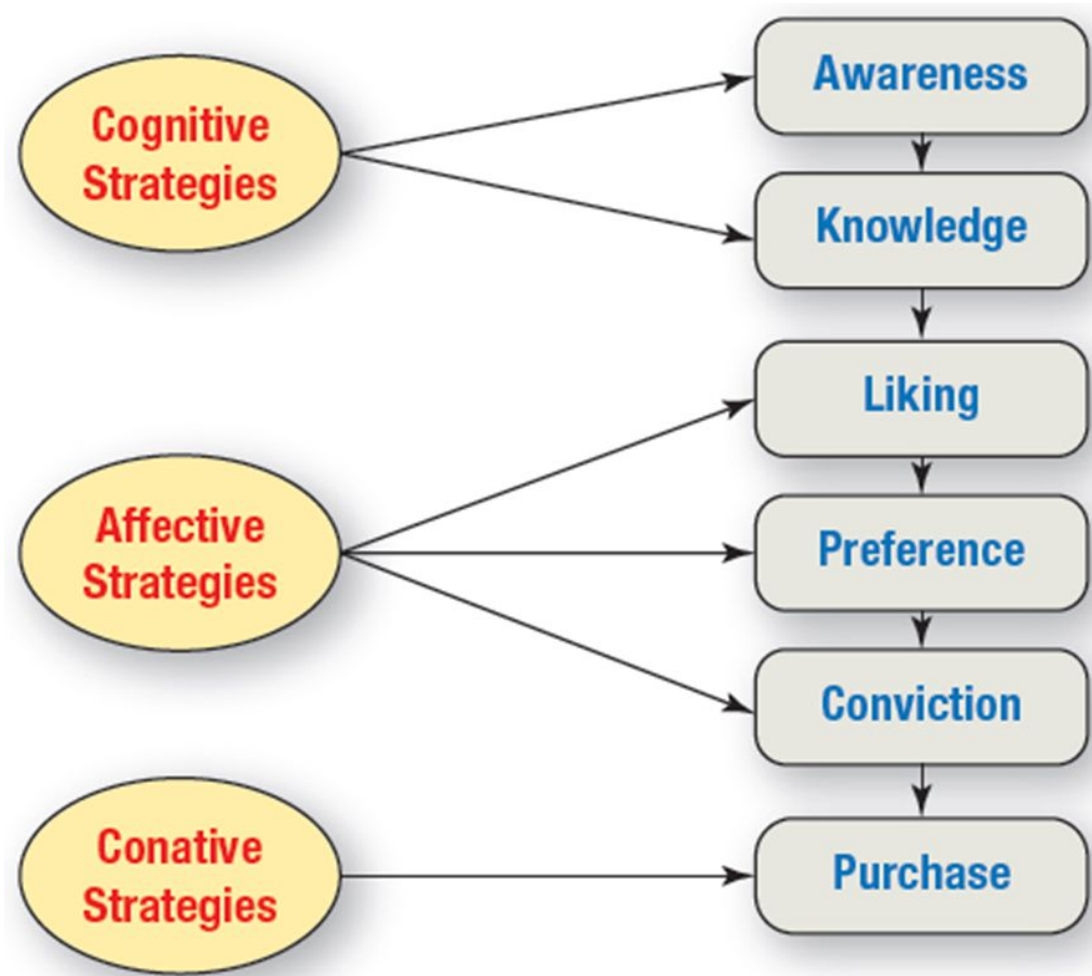 Cognitive
Strategies
Awareness
Knowledge
Liking
Affective
Strategies
Preference
Conviction
Conative
Strategies
Purchase